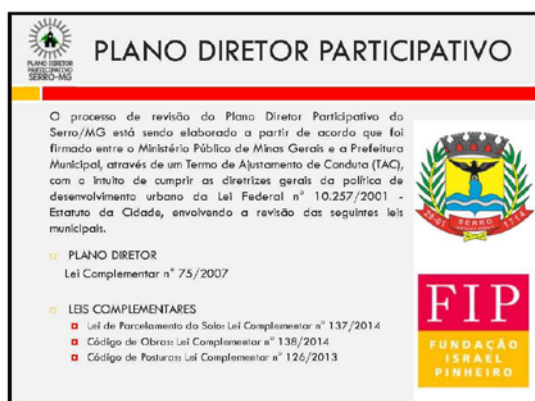 PLANO DIRETOR PARTICIPATIVO
PLANO DIRETOR
PARTICIPATIVO
SERRO-MG
O processo de revisão do Plano Diretor Participativo do
Serro/MG está sendo elaborado a partir de acordo que foi
firmado entre o Ministério Público de Minas Gerais e a Prefeitura
Municipal, através de um Termo de Ajustamento de Conduta (TAC),
com o intuito de cumprir as diretrizes gerais da política de
desenvolvimento urbano da Lei Federal n° 10.257/2001 -
Estatuto da Cidade, envolvendo a revisão das seguintes leis
municipais.
PLANO DIRETOR
Lei Complementar n° 75/2007
LEIS COMPLEMENTARES
Lei de Parcelamento do Solo: Lei Complementar n° 137/2014
Código de Obras: Lei Complementar n° 138/2014
Código de Posturas: Lei Complementar n° 126/2013
29-01 SERRO 1714
FIP
FUNDAÇÃO
ISRAEL
PINHEIRO